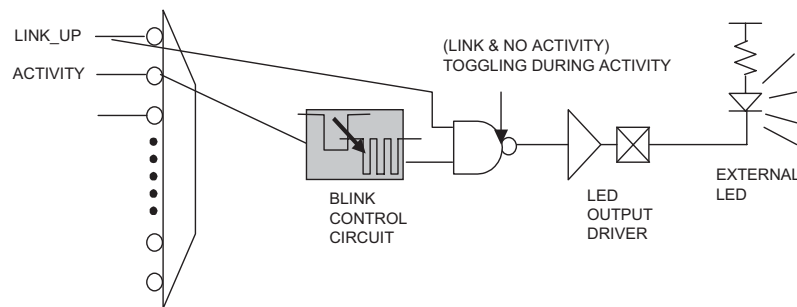 LINK_UP
ACTIVITY
(LINK & NO ACTIVITY)
TOGGLING DURING ACTIVITY
BLINK
CONTROL
CIRCUIT
LED
OUTPUT
DRIVER
EXTERNAL
LED